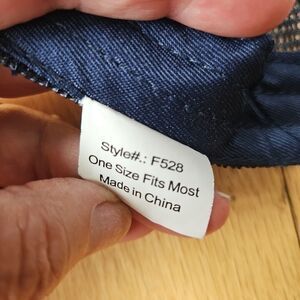 Style#.: F528
One Size Fits Most
Made in China